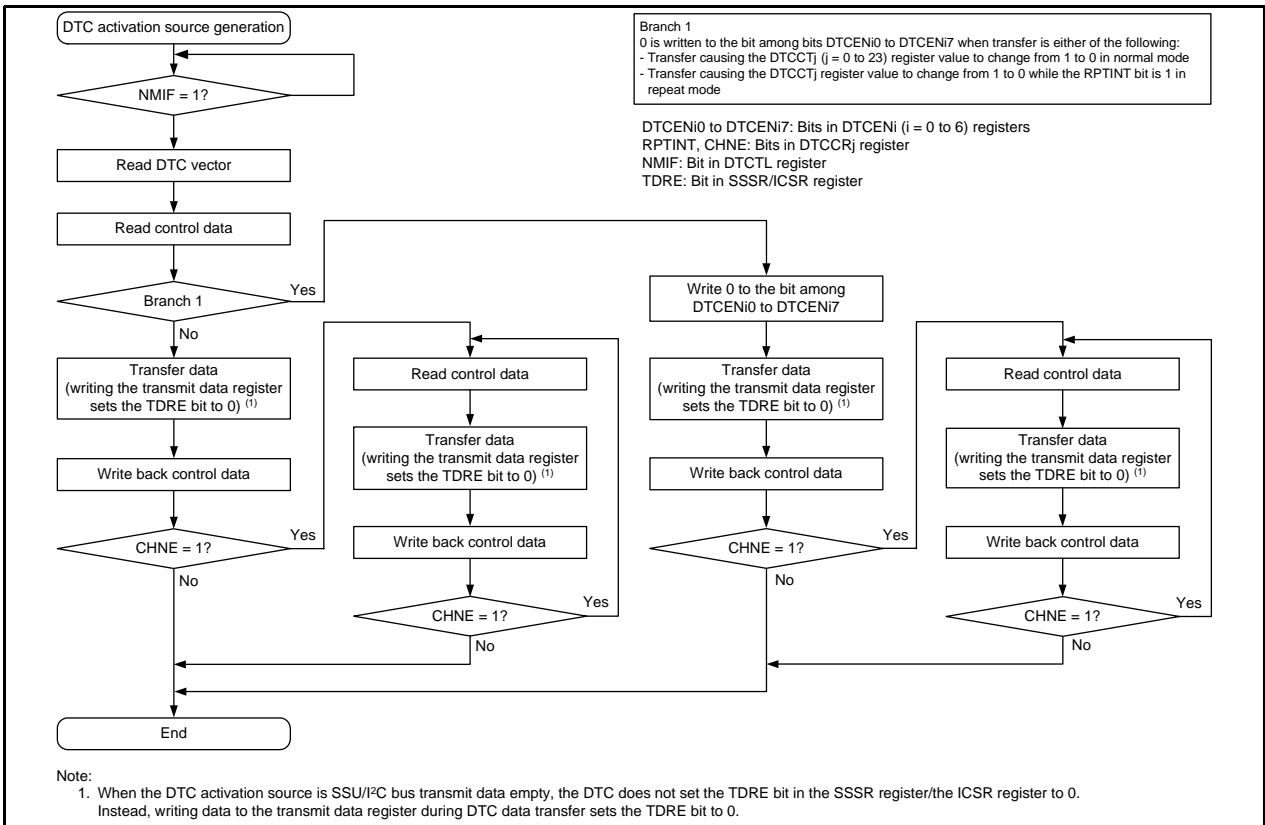 DTC activation source generation
NMIF = 1?
Read DTC vector
Read control data
Branch 1
Yes
No
Transfer data
(writing the transmit data register
sets the TDRE bit to 0) (1)
Write back control data
CHNE = 1?
Yes
No
Read control data
Transfer data
(writing the transmit data register
sets the TDRE bit to 0) (1)
Write back control data
CHNE = 1?
Yes
No
Branch 1
0 is written to the bit among bits DTCENi0 to DTCENi7 when transfer is either of the following:
- Transfer causing the DTCCTj (j = 0 to 23) register value to change from 1 to 0 in normal mode
- Transfer causing the DTCCTj register value to change from 1 to 0 while the RPTINT bit is 1 in
repeat mode
DTCENi0 to DTCENi7: Bits in DTCENi (i = 0 to 6) registers
RPTINT, CHNE: Bits in DTCCRj register
NMIF: Bit in DTCTL register
TDRE: Bit in SSSR/ICSR register
Write 0 to the bit among
DTCENi0 to DTCENi7
Transfer data
(writing the transmit data register
sets the TDRE bit to 0) (1)
Write back control data
CHNE = 1?
Yes
No
Read control data
Transfer data
(writing the transmit data register
sets the TDRE bit to 0) (1)
Write back control data
CHNE = 1?
Yes
No
End
Note:
1. When the DTC activation source is SSU/I²C bus transmit data empty, the DTC does not set the TDRE bit in the SSSR register/the ICSR register to 0.
Instead, writing data to the transmit data register during DTC data transfer sets the TDRE bit to 0.